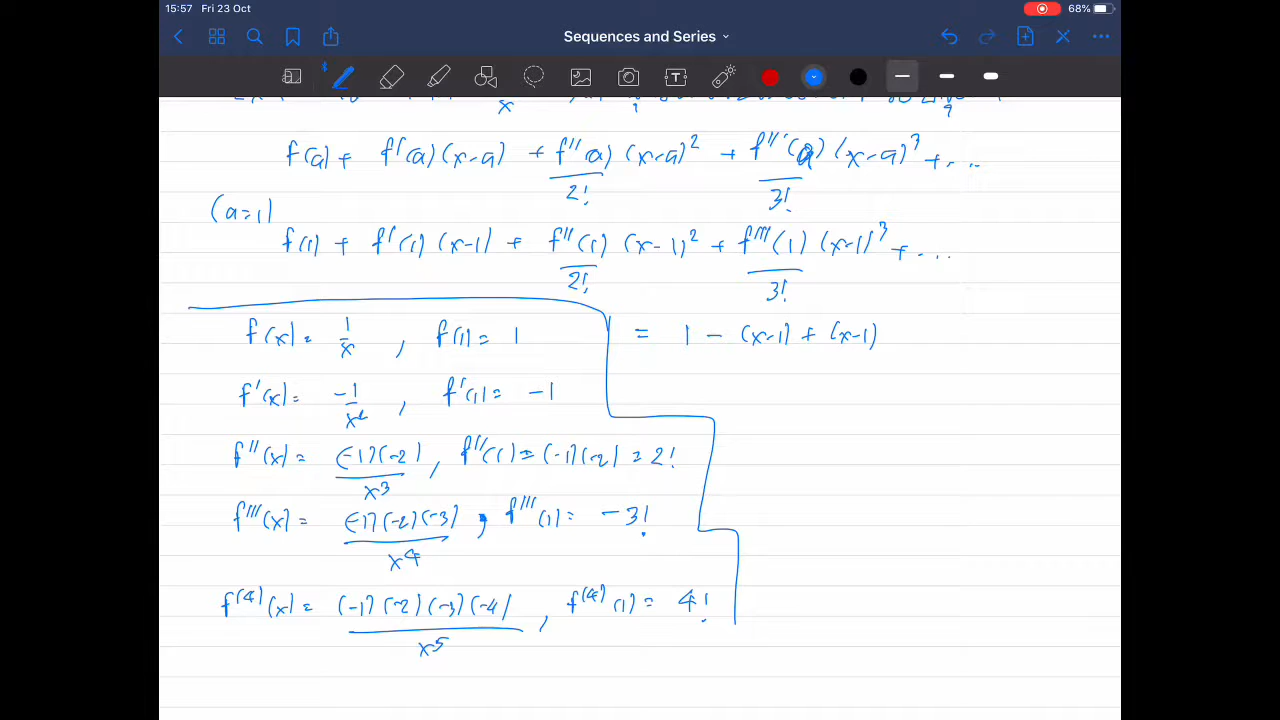 15:57 Fri 23 Oct 68%
Sequences and Series
x
f(a) + f'(a)(x-a) + f''(a)/2! (x-a)² + f'''(a)/3! (x-a)³ + ...
(a=1)
f(1) + f'(1)(x-1) + f''(1)/2! (x-1)² + f'''(1)/3! (x-1)³ + ...
f(x) = 1/x , f(1) = 1 = 1 - (x-1) + (x-1)
f'(x) = -1/x² , f'(1) = -1
f''(x) = (-1)(-2)/x³ , f''(1) = (-1)(-2) = 2!
f'''(x) = (-1)(-2)(-3)/x⁴ , f'''(1) = -3!
f⁽⁴⁾(x) = (-1)(-2)(-3)(-4)/x⁵ , f⁽⁴⁾(1) = 4!